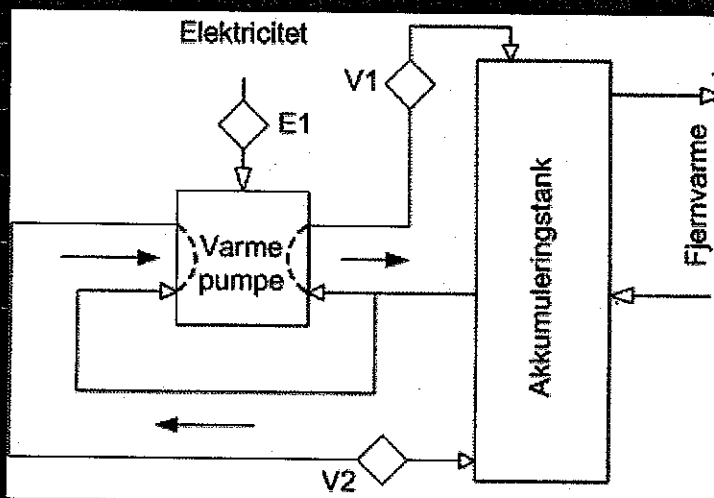 Elektricitet
V1
E1
Varme
pumpe
Akkumuleringstank
Fjernvarme
V2